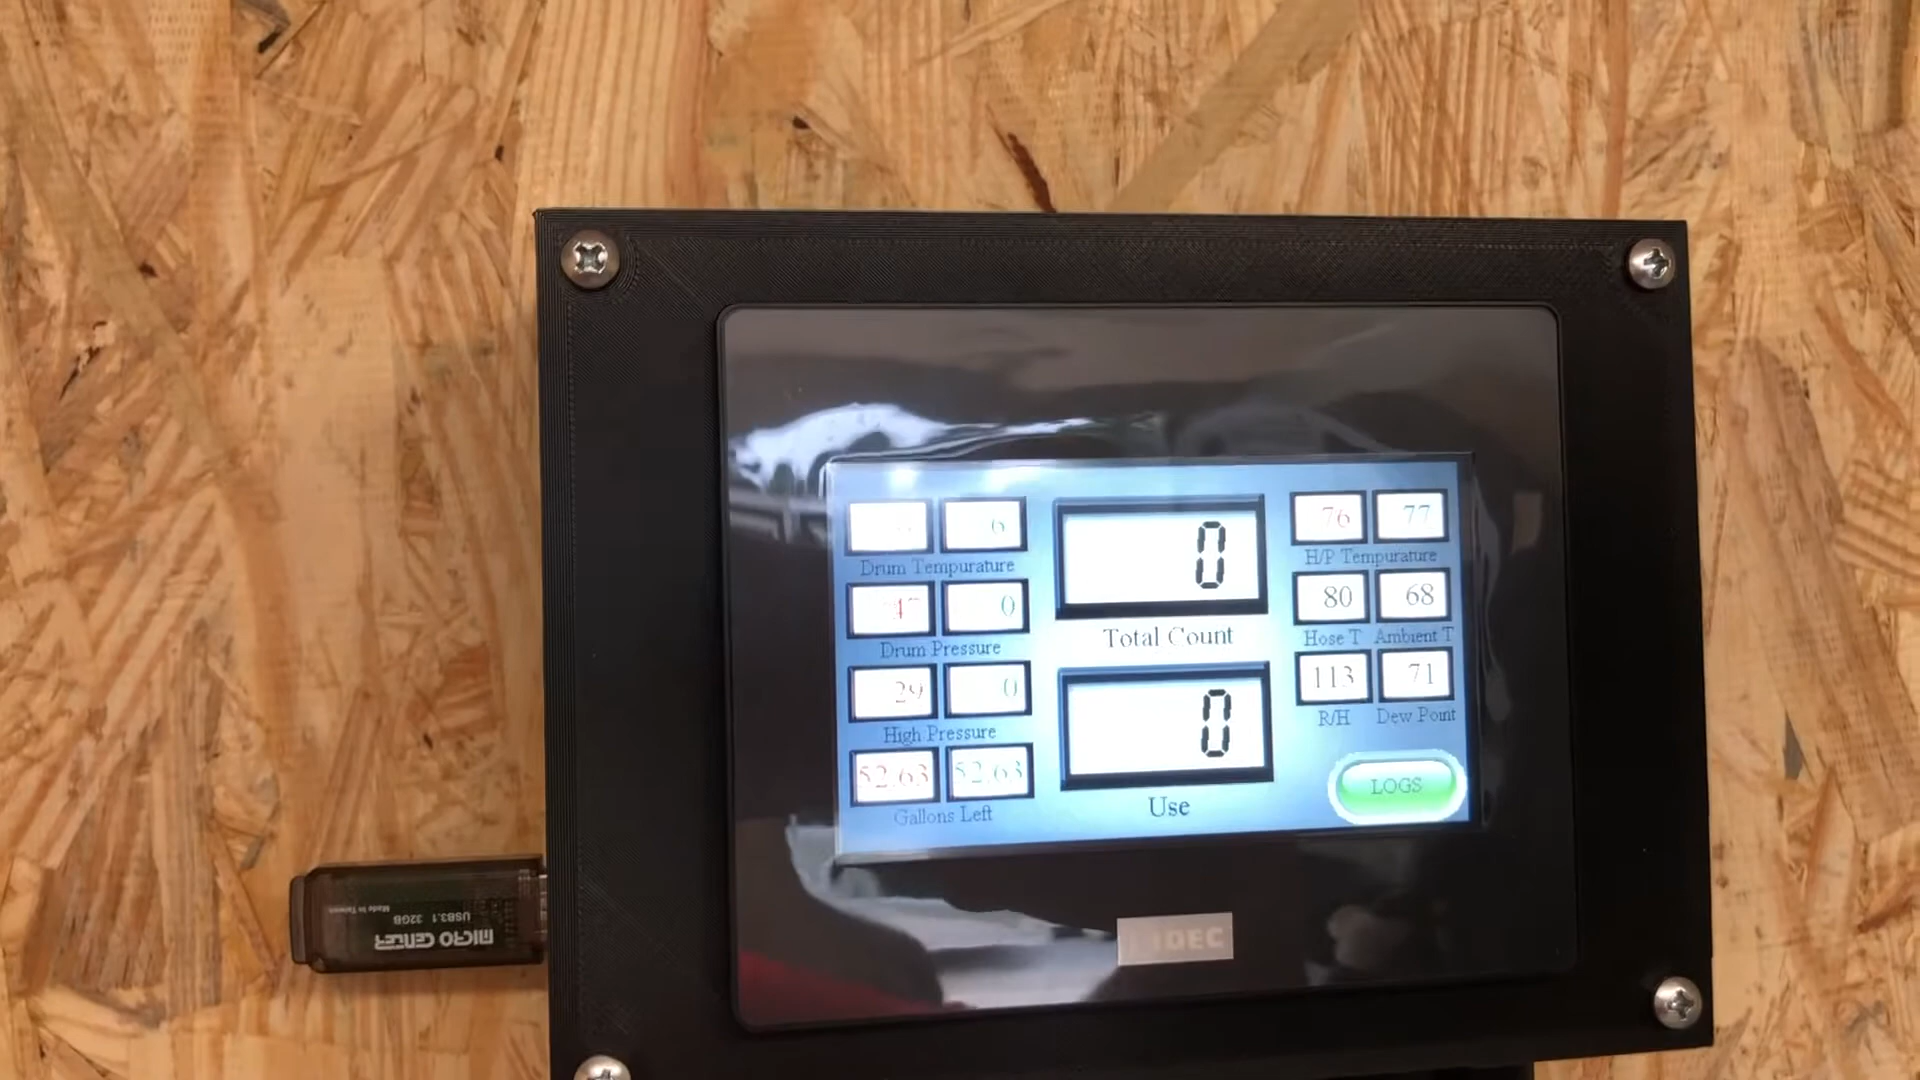 6
Drum Tempurature
0
Drum Pressure
29 0
High Pressure
52.63 52.63
Gallons Left
0
Total Count
0
Use
76 77
H/P Tempurature
80 68
Hose T Ambient T
113 71
R/H Dew Point
LOGS
IDEC
MICRO CENTER
USB3.1 32GB
Made in Taiwan